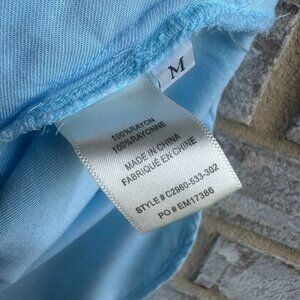 M
100%RAYON
100%RAYONNE
MADE IN CHINA
FABRIQUÉ EN CHINE
STYLE # C2960-533-302
PO # EM17386